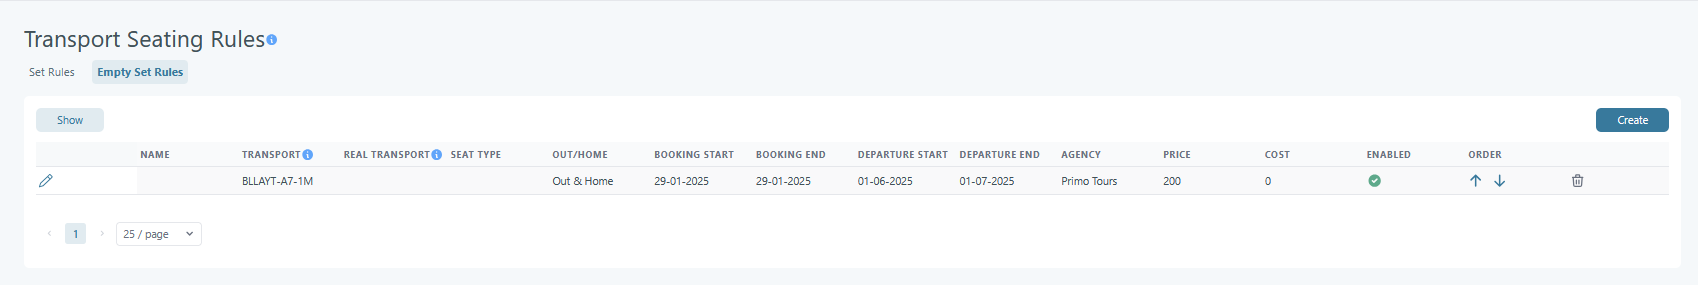 Transport Seating Rules
Set Rules Empty Set Rules
Show Create
NAME TRANSPORT REAL TRANSPORT SEAT TYPE OUT/HOME BOOKING START BOOKING END DEPARTURE START DEPARTURE END AGENCY PRICE COST ENABLED ORDER
BLLAYT-A7-1M Out & Home 29-01-2025 29-01-2025 01-06-2025 01-07-2025 Primo Tours 200 0
1 25 / page